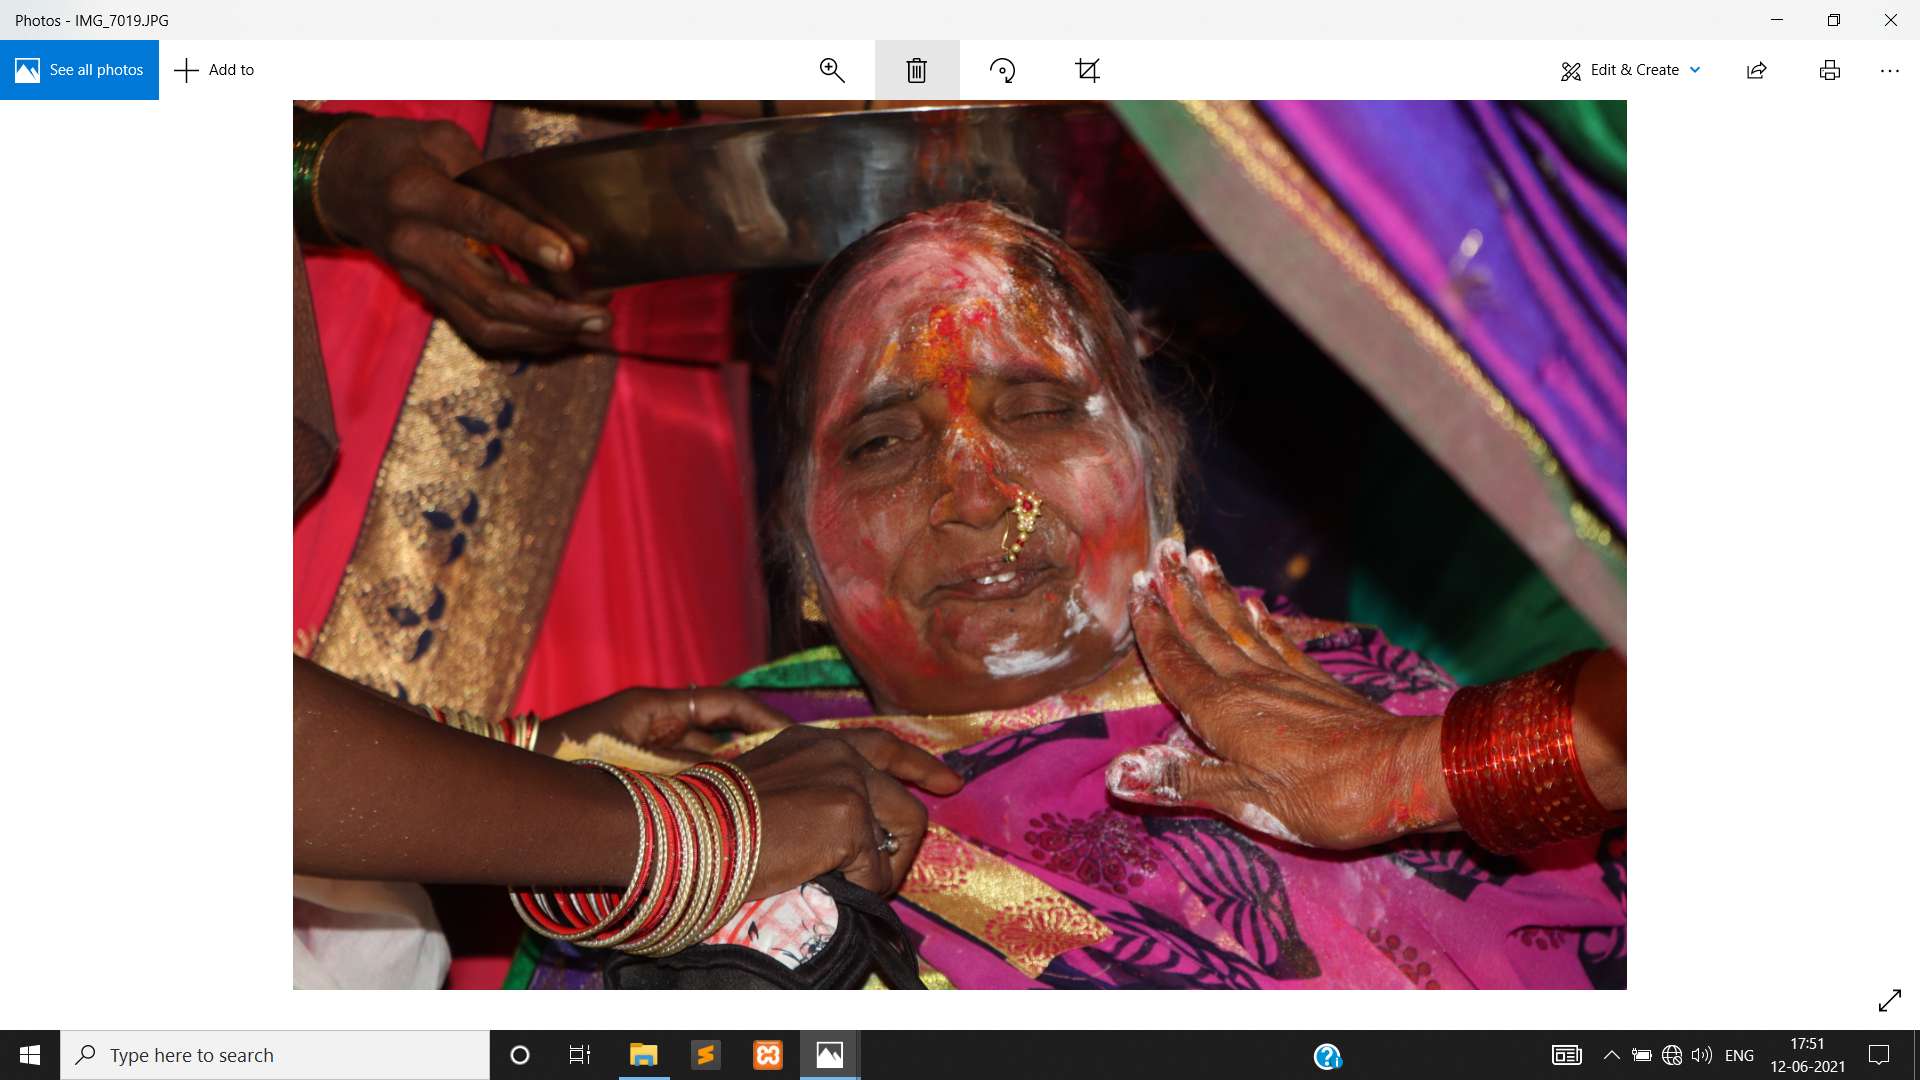 Photos - IMG_7019.JPG
See all photos
Add to
Edit & Create
Type here to search
ENG
17:51
12-06-2021